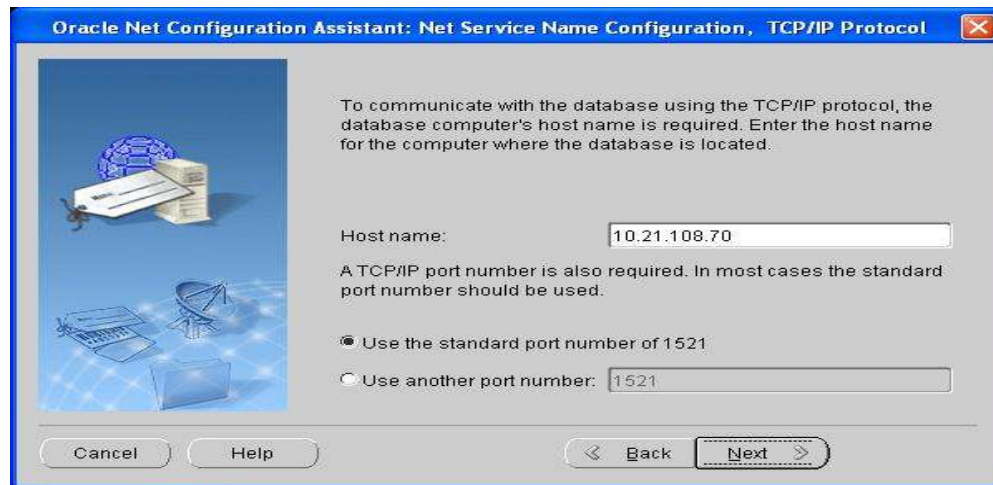 Oracle Net Configuration Assistant: Net Service Name Configuration, TCP/IP Protocol
To communicate with the database using the TCP/IP protocol, the
database computer's host name is required. Enter the host name
for the computer where the database is located.
Host name: 10.21.108.70
A TCP/IP port number is also required. In most cases the standard
port number should be used.
Use the standard port number of 1521
Use another port number: 1521
Cancel Help Back Next